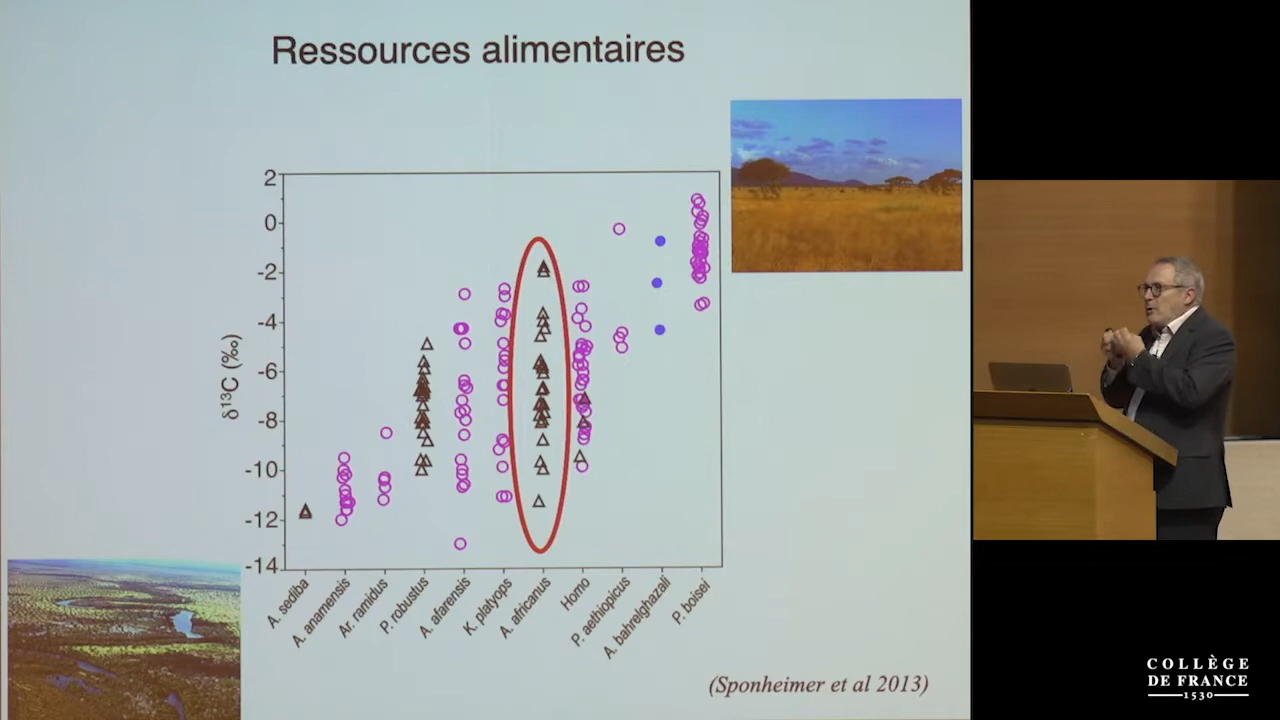 Ressources alimentaires
2
0
-2
-4
-6
-8
-10
-12
-14
δ13C (‰)
A. sediba
A. anamensis
Ar. ramidus
P. robustus
A. afarensis
K. platyops
A. africanus
Homo
P. aethiopicus
A. bahrelghazali
P. boisei
(Sponheimer et al 2013)
COLLÈGE
DE FRANCE
1530